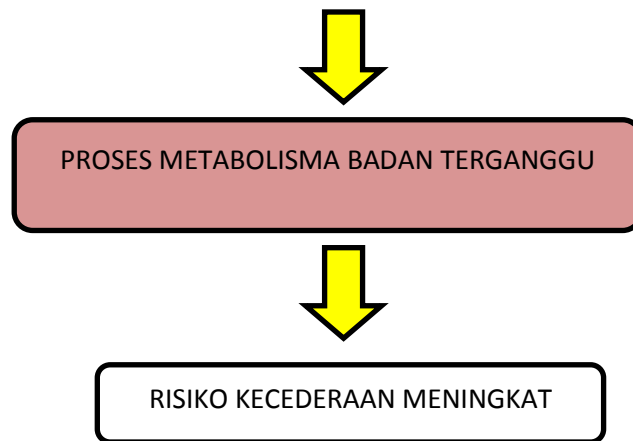 PROSES METABOLISMA BADAN TERGANGGU
RISIKO KECEDERAAN MENINGKAT